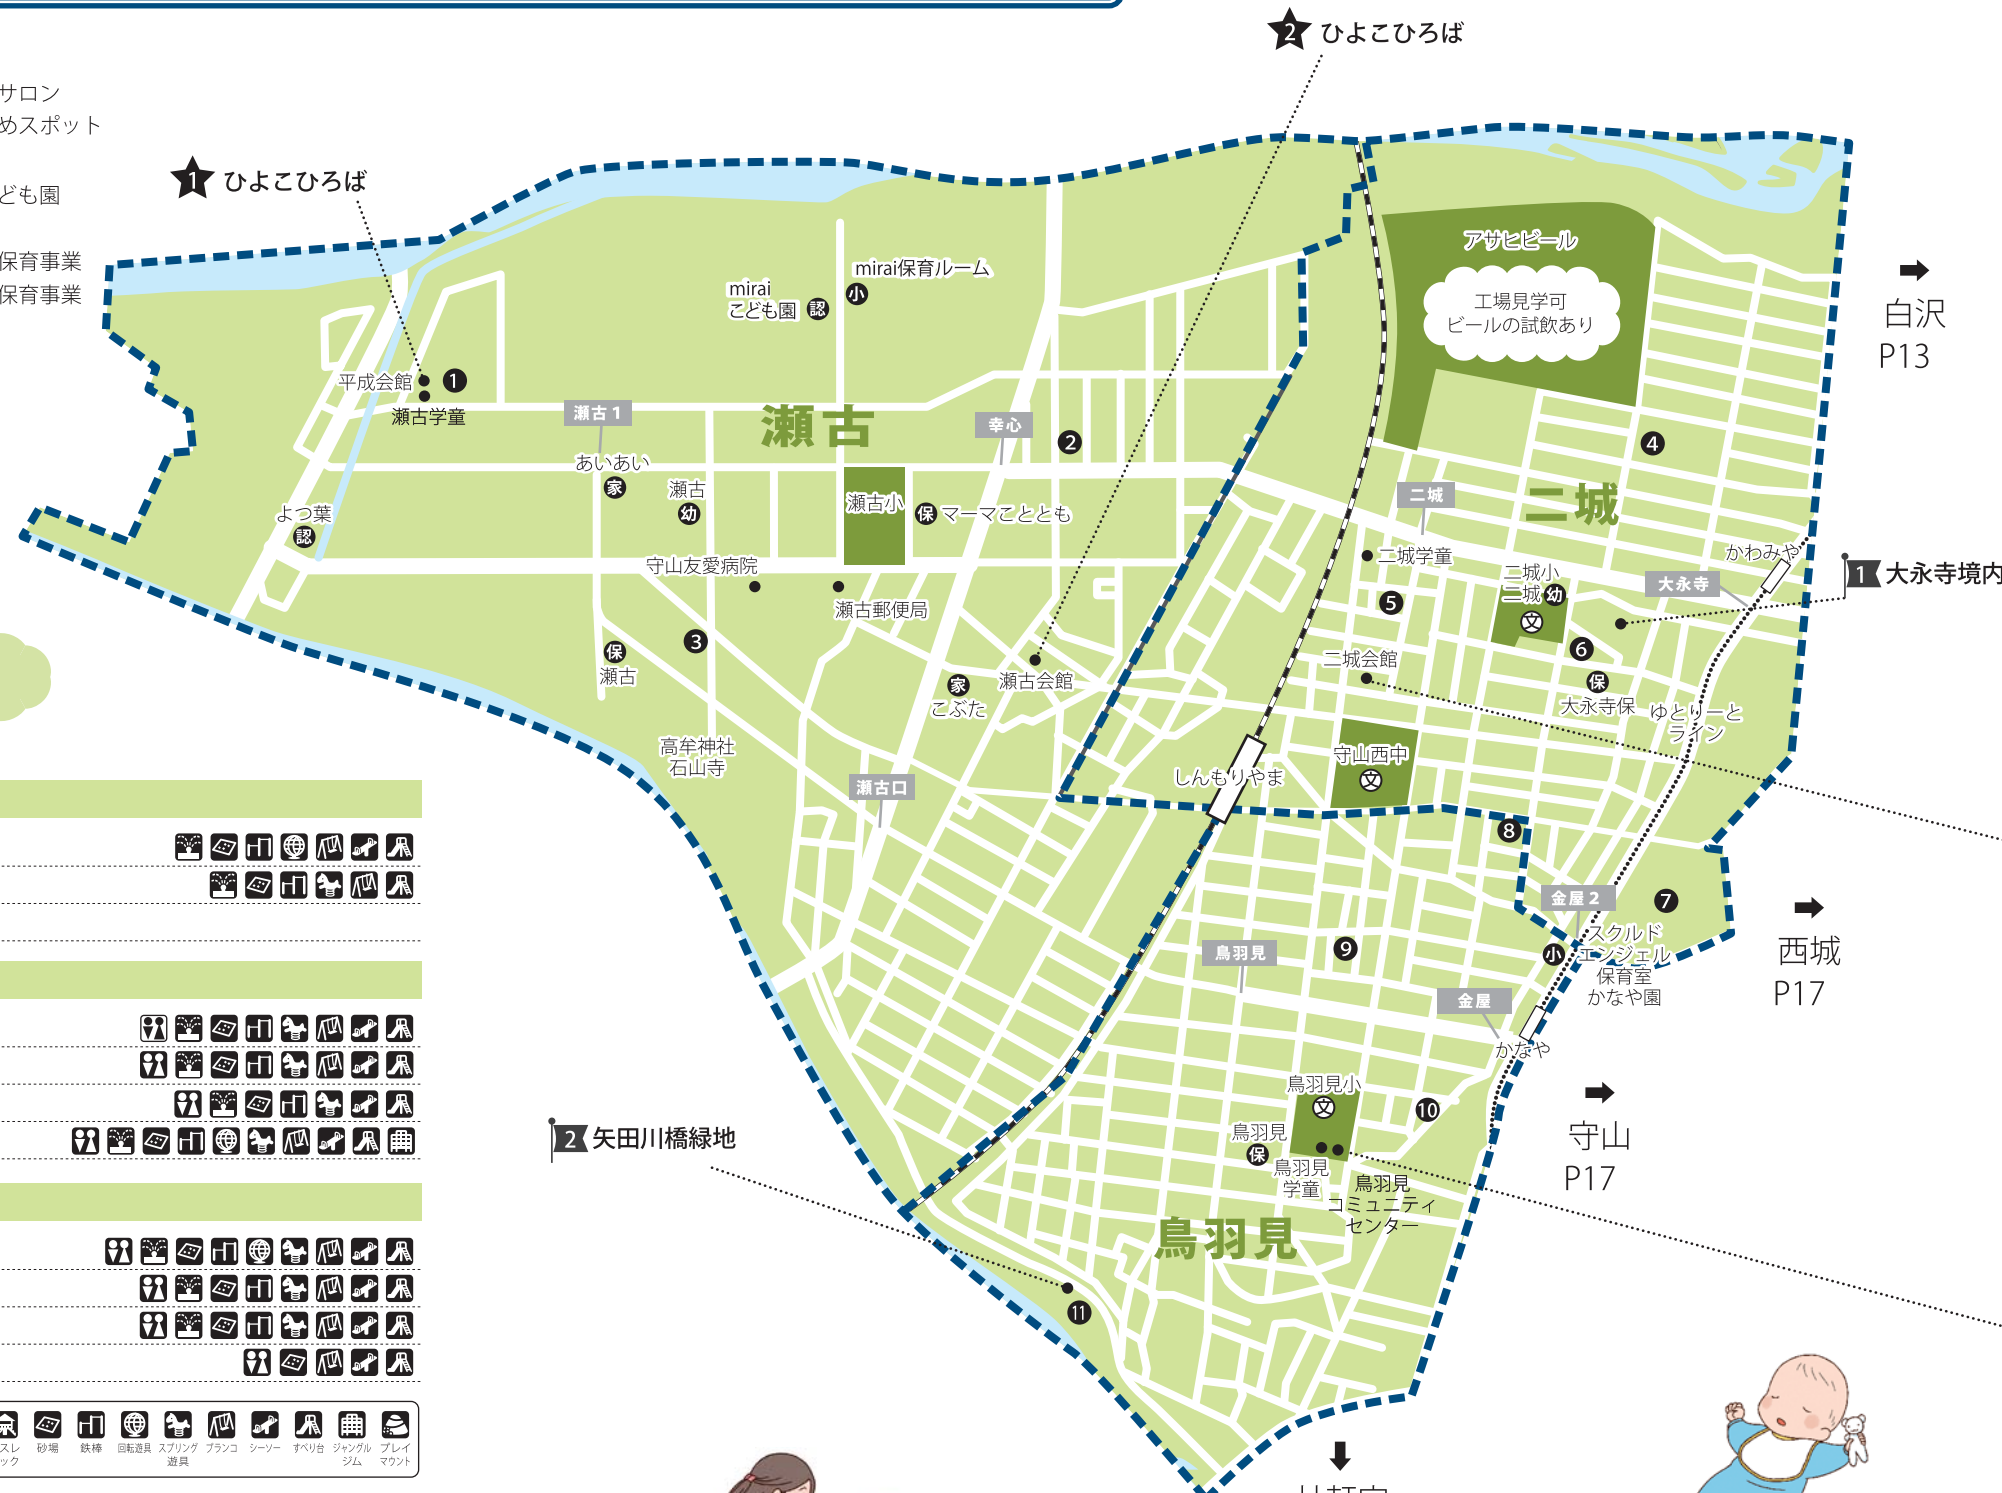 2 ひよこひろば
サロン
めスポット
1 ひよこひろば
ども園
保育事業
保育事業
アサヒビール
工場見学可
ビールの試飲あり
mirai保育ルーム
小
mirai
こども園 認
白沢
P13
平成会館 1
瀬古学童
瀬古1
瀬古
幸心
2
4
あいあい
家
瀬古
幼
瀬古小
保 マーマこととも
二城
二城
よつ葉
認
守山友愛病院
瀬古郵便局
二城学童
かわみや
大永寺
1 大永寺境内
二城小
二城 幼
文
5
3
6
保
瀬古
二城会館
保
大永寺保
瀬古会館
家
こぶた
ゆとりーと
ライン
高牟神社
石山寺
守山西中
文
しんもりやま
瀬古口
8
金屋2
7
スクルド
エンジェル
保育室
かなや園
小
西城
P17
鳥羽見
9
金屋
かなや
鳥羽見小
文
10
守山
P17
2 矢田川橋緑地
鳥羽見
保
鳥羽見
学童
鳥羽見
コミュニティ
センター
鳥羽見
11
スレ
ック
砂場
鉄棒
回転遊具
スプリング
遊具
ブランコ
シーソー
すべり台
ジャングル
ジム
プレイ
マウント